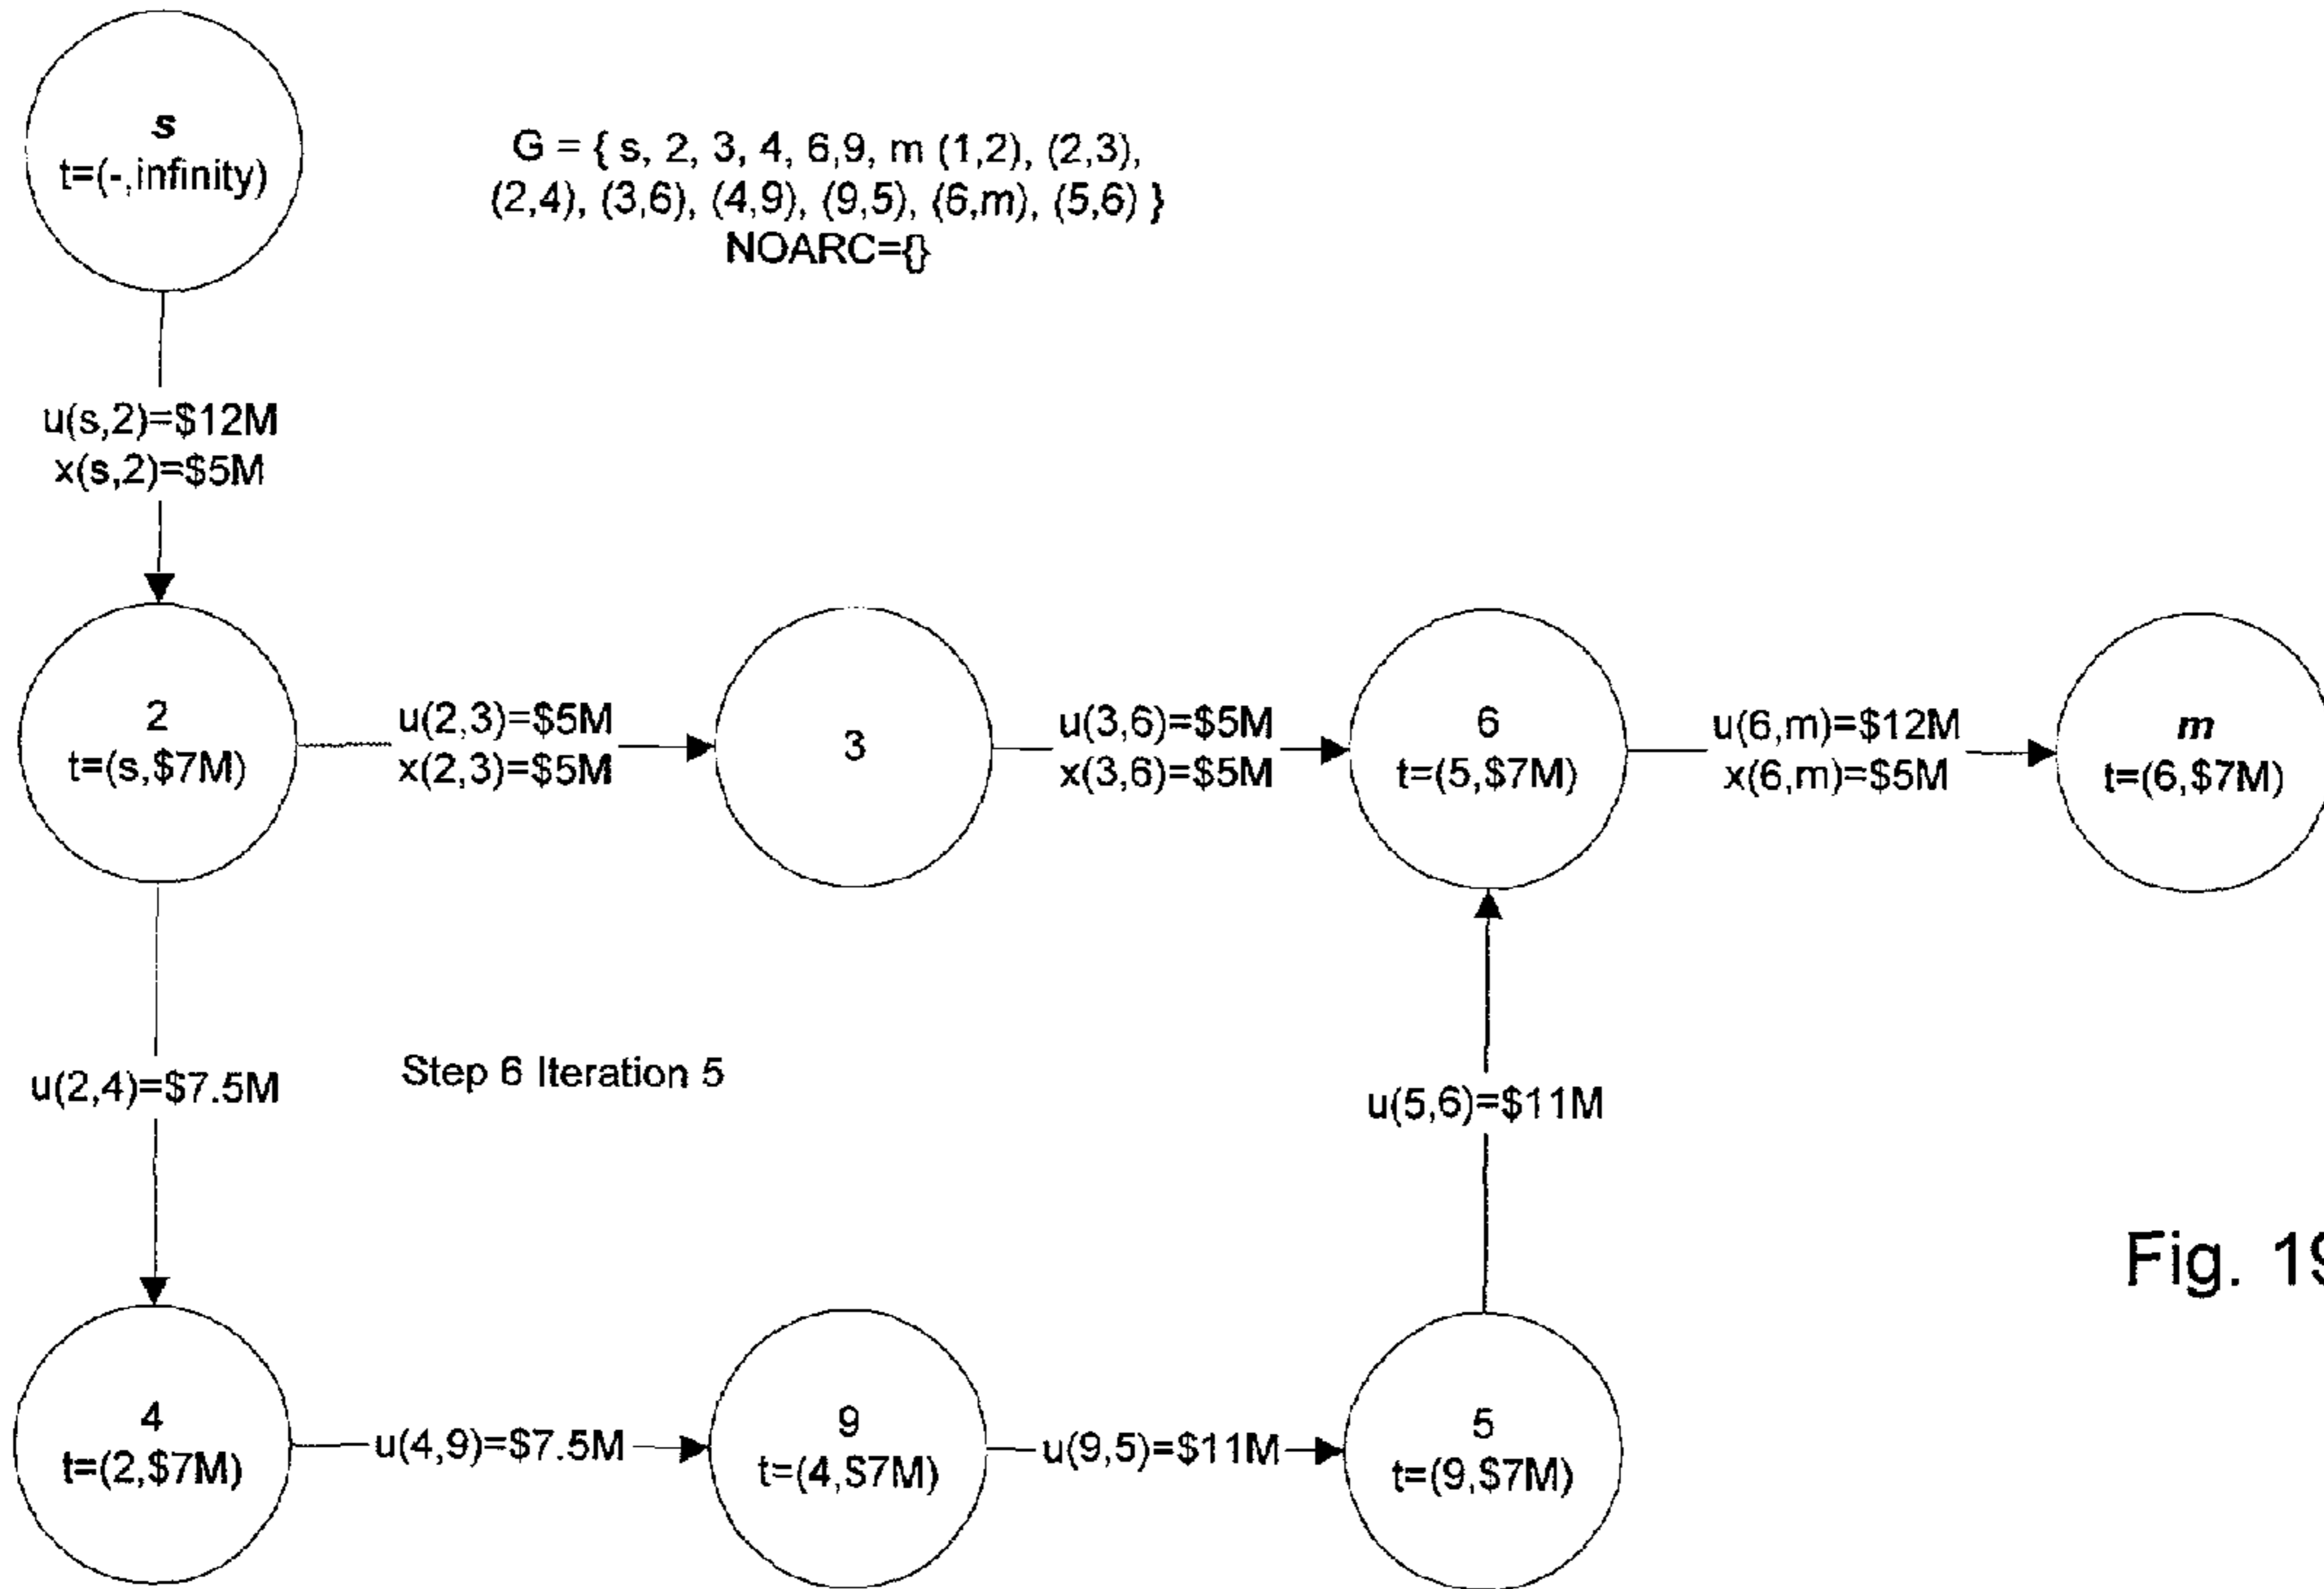 s
t=(-,infinity)
G = { s, 2, 3, 4, 6,9, m (1,2), (2,3),
(2,4), (3,6), (4,9), (9,5), (6,m), (5,6) }
NOARC={}
u(s,2)=$12M
x(s,2)=$5M
2
t=(s,$7M)
u(2,3)=$5M
x(2,3)=$5M
3
u(3,6)=$5M
x(3,6)=$5M
6
t=(5,$7M)
u(6,m)=$12M
x(6,m)=$5M
m
t=(6,$7M)
u(2,4)=$7.5M
Step 6 Iteration 5
u(5,6)=$11M
Fig. 19
4
t=(2,$7M)
u(4,9)=$7.5M
9
t=(4,$7M)
u(9,5)=$11M
5
t=(9,$7M)